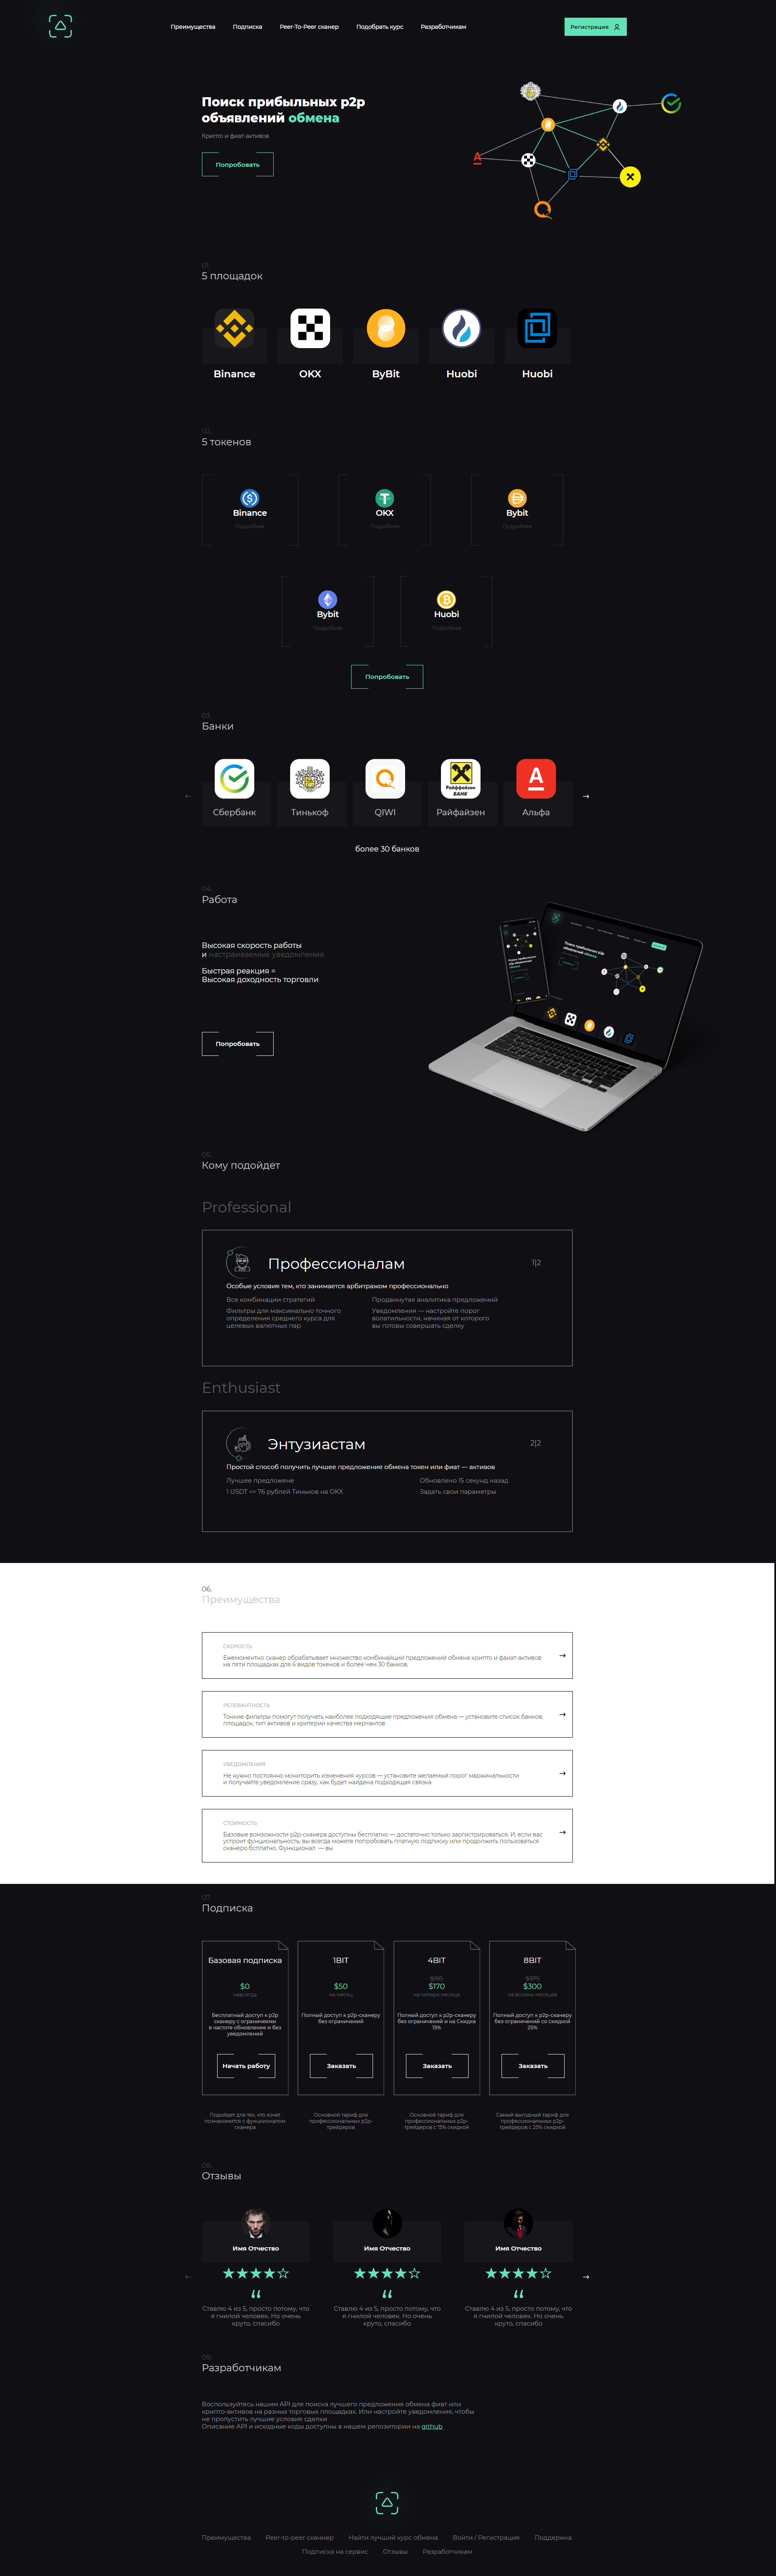 Преимущества
Подписка
Peer-To-Peer сканер
Подобрать курс
Разработчикам
Регистрация
Поиск прибыльных p2p
объявлений обмена
Крипто и фиат-активов
Попробовать
01.
5 площадок
Binance
OKX
ByBit
Huobi
Huobi
02.
5 токенов
Binance
Подробнее
OKX
Подробнее
Bybit
Подробнее
Bybit
Подробнее
Huobi
Подробнее
Попробовать
03.
Банки
Сбербанк
Тинькоф
QIWI
Райффайзен
БАНК
Райфайзен
Альфа
более 30 банков
04.
Работа
Высокая скорость работы
и настраиваемые уведомления
Быстрая реакция =
Высокая доходность торговли
Попробовать
05.
Кому подойдет
Professional
Профессионалам
1|2
Особые условия тем, кто занимается арбитражом профессионально
Все комбинации стратегий
Продвинутая аналитика предложений
Фильтры для максимально точного
определения среднего курса для
целевых валютных пар
Уведомления — настройте порог
волатильности, начиная от которого
вы готовы совершать сделку
Enthusiast
Энтузиастам
2|2
Простой способ получить лучшее предложение обмена токен или фиат — активов
Лучшее предложене
Обновлено 15 секунд назад
1 USDT => 76 рублей Тиньков на OKX
Задать свои параметры
06.
Преимущества
СКОРОСТЬ
Ежемоментно сканер обрабатывает множество комбинайций предложений обмена крипто и фаиат-активов
на пяти площадках для 6 видов токенов и более чем 30 банков.
РЕЛЕВАНТНОСТЬ
Тонкие фильтры помогут получать наиболее подходящие предложения обмена — установите список банков,
площадок, тип активов и критерии качества мерчантов
УВЕДОМЛЕНИЯ
Не нужно постоянно мониторить изменения курсов — установите желаемый порог маржинальности
и получайте уведомление сразу, как будет найдена подходящая связка
СТОИМОСТЬ
Базовые вомзожности p2p-сканера доступны бесплатно — достаточно только заргистрироваться. И, если вас
устроит фунциональность, вы всегда можете попробовать платную подписку или продолжить пользоваться
сканеро бсплатно. Функционал — вы
07.
Подписка
Базовая подписка
$0
навсегда
Бесплатный доступ к p2p
сканеру с ограничеями
в частоте обновления и без
уведомлений
Начать работу
Подойдет для тех, кто хочет
познакомится с фунционалом
сканера
1BIT
$50
на месяц
Полный доступ к p2p-сканеру
без ограничений
Заказать
Основной тариф для
профессиональных p2p-
трейдеров
4BIT
$195
$170
на четыре месяца
Полный доступ к p2p-сканеру
без ограничений и на Скидка
15%
Заказать
Основной тариф для
профессиональных p2p-
трейдеров с 15% скидкой
8BIT
$375
$300
на восемь месяцев
Полный доступ к p2p-сканеру
без ограничений со скидкой
25%
Заказать
Самый выгодный тариф для
профессиональных p2p-
трейдеров с 25% скидкой
08.
Отзывы
Имя Отчество
Ставлю 4 из 5, просто потому, что
я гнилой человек. Но очень
круто, спасибо
Имя Отчество
Ставлю 4 из 5, просто потому, что
я гнилой человек. Но очень
круто, спасибо
Имя Отчество
Ставлю 4 из 5, просто потому, что
я гнилой человек. Но очень
круто, спасибо
09.
Разработчикам
Воспользуйтесь нашим API для поиска лучшего предложения обмена фиат или
крипто-активов на разных торговых площадках. Или настройте уведомления, чтобы
не пропустить лучшие условия сделки
Описание API и исходные коды доступны в нашем репозитории на github
Преимущества
Peer-to-peer сканнер
Найти лучший курс обмена
Войти / Регистрация
Поддержка
Подписка на сервис
Отзывы
Разработчикам